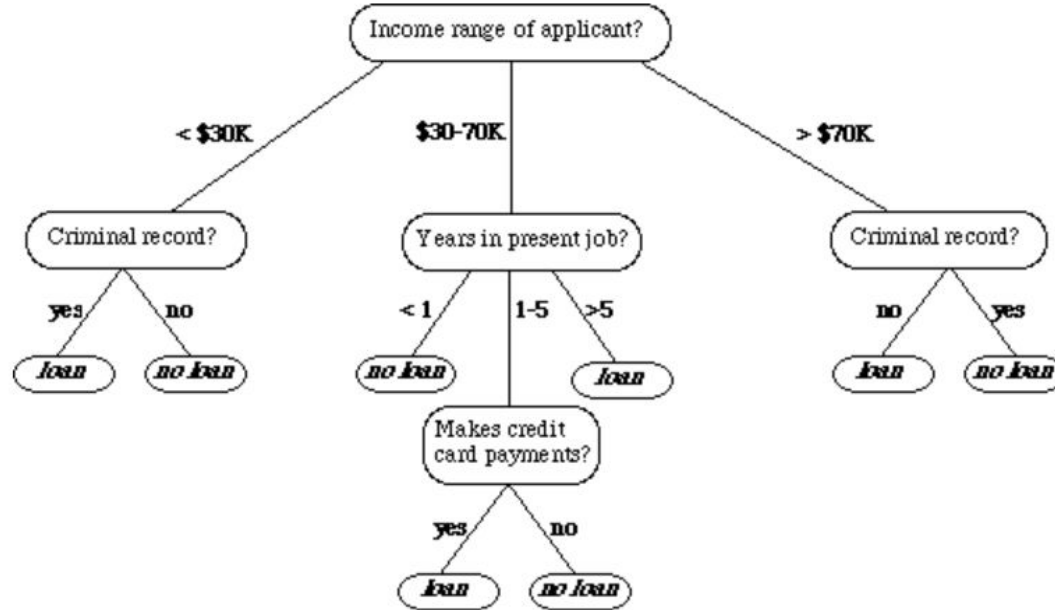 Income range of applicant?
< $30K
$30-70K
> $70K
Criminal record?
Years in present job?
Criminal record?
yes
no
< 1
1-5
>5
no
yes
loan
no loan
no loan
loan
loan
no loan
Makes credit
card payments?
yes
no
loan
no loan